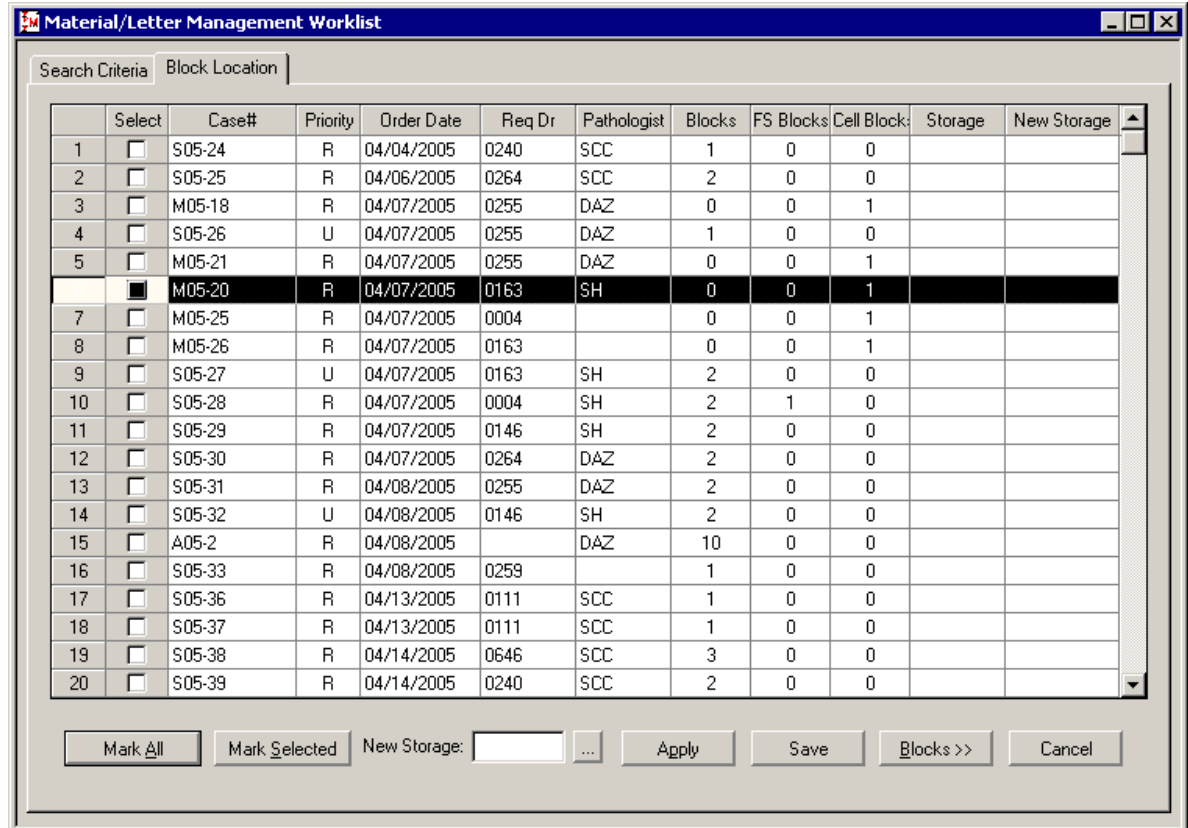 Material/Letter Management Worklist
Search Criteria Block Location
Select Case# Priority Order Date Req Dr Pathologist Blocks FS Blocks Cell Block Storage New Storage
1 S05-24 R 04/04/2005 0240 SCC 1 0 0
2 S05-25 R 04/06/2005 0264 SCC 2 0 0
3 M05-18 R 04/07/2005 0255 DAZ 0 0 1
4 S05-26 U 04/07/2005 0255 DAZ 1 0 0
5 M05-21 R 04/07/2005 0255 DAZ 0 0 1
M05-20 R 04/07/2005 0163 SH 0 0 1
7 M05-25 R 04/07/2005 0004 0 0 1
8 M05-26 R 04/07/2005 0163 0 0 1
9 S05-27 U 04/07/2005 0163 SH 2 0 0
10 S05-28 R 04/07/2005 0004 SH 2 1 0
11 S05-29 R 04/07/2005 0146 SH 2 0 0
12 S05-30 R 04/07/2005 0264 DAZ 2 0 0
13 S05-31 R 04/08/2005 0255 DAZ 2 0 0
14 S05-32 U 04/08/2005 0146 SH 2 0 0
15 A05-2 R 04/08/2005 DAZ 10 0 0
16 S05-33 R 04/08/2005 0259 1 0 0
17 S05-36 R 04/13/2005 0111 SCC 1 0 0
18 S05-37 R 04/13/2005 0111 SCC 1 0 0
19 S05-38 R 04/14/2005 0646 SCC 3 0 0
20 S05-39 R 04/14/2005 0240 SCC 2 0 0
Mark All Mark Selected New Storage: ... Apply Save Blocks >> Cancel